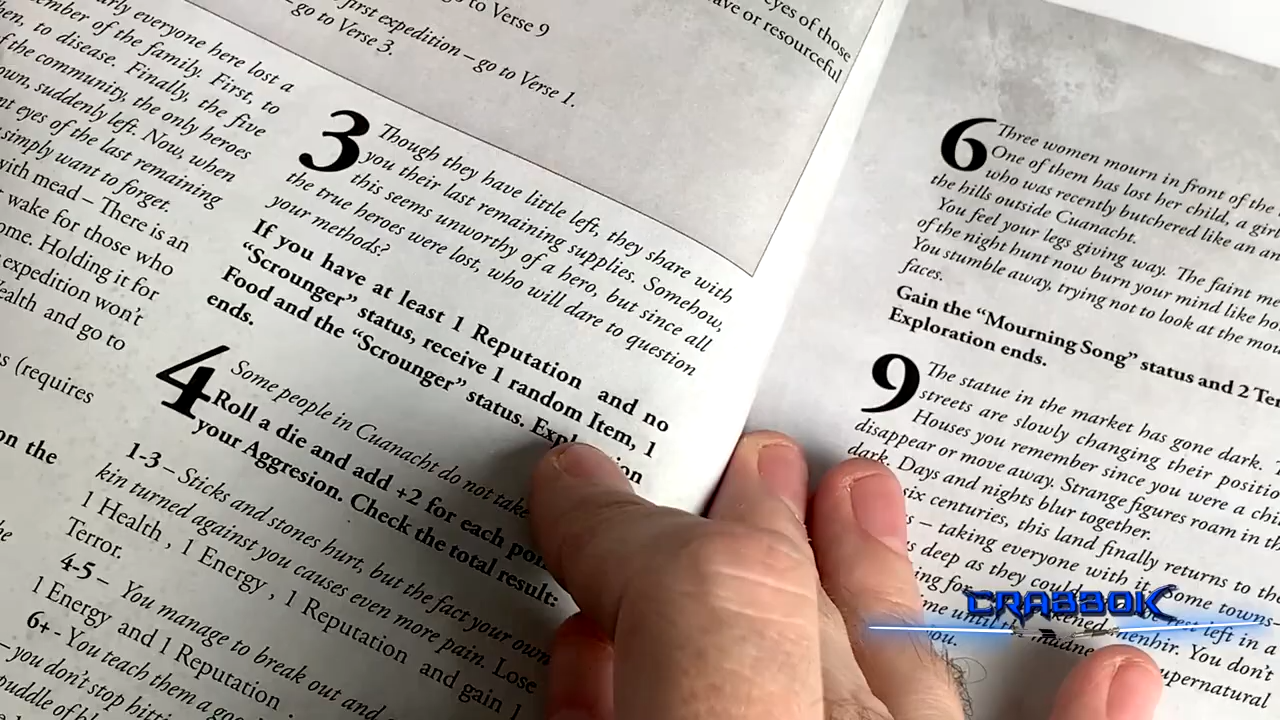 early everyone here lost a
member of the family. First, to
then, to disease. Finally, the five
of the community, the only heroes
own, suddenly left. Now, when
nt eyes of the last remaining
simply want to forget.
with mead – There is an
wake for those who
ome. Holding it for
expedition won't
Health and go to
s (requires
on the
he
go to Verse 9
first expedition – go to Verse 1.
– go to Verse 3.
eyes of those
ave or resourceful
3 Though they have little left, they share with
you their last remaining supplies. Somehow,
this seems unworthy of a hero, but since all
the true heroes were lost, who will dare to question
your methods?
If you have at least 1 Reputation and no
“Scrounger” status, receive 1 random Item, 1
Food and the “Scrounger” status. Expl ion
ends.
4 Some people in Cuanacht do not take
Roll a die and add +2 for each poi
your Aggresion. Check the total result:
1-3 – Sticks and stones hurt, but the fact your own
kin turned against you causes even more pain. Lose
1 Health , 1 Energy , 1 Reputation and gain 1
Terror.
4-5 – You manage to break out and
1 Energy and 1 Reputation .
6+ - You teach them a good
– you don't stop hitti
puddle of bl
6 Three women mourn in front of the
One of them has lost her child, a girl
who was recently butchered like an an
the hills outside Cuanacht.
You feel your legs giving way. The faint me
of the night hunt now burn your mind like ho
You stumble away, trying not to look at the mou
faces.
Gain the “Mourning Song” status and 2 Ter
Exploration ends.
9 The statue in the market has gone dark.
streets are slowly changing their positio
Houses you remember since you were a chi
disappear or move away. Strange figures roam in th
dark. Days and nights blur together.
six centuries, this land finally returns to the
s – taking everyone with it. Some towns-
s deep as they could rest left in a
ing for kened menhir. You don't
me until th madne supernatural
you.
CRABBOK